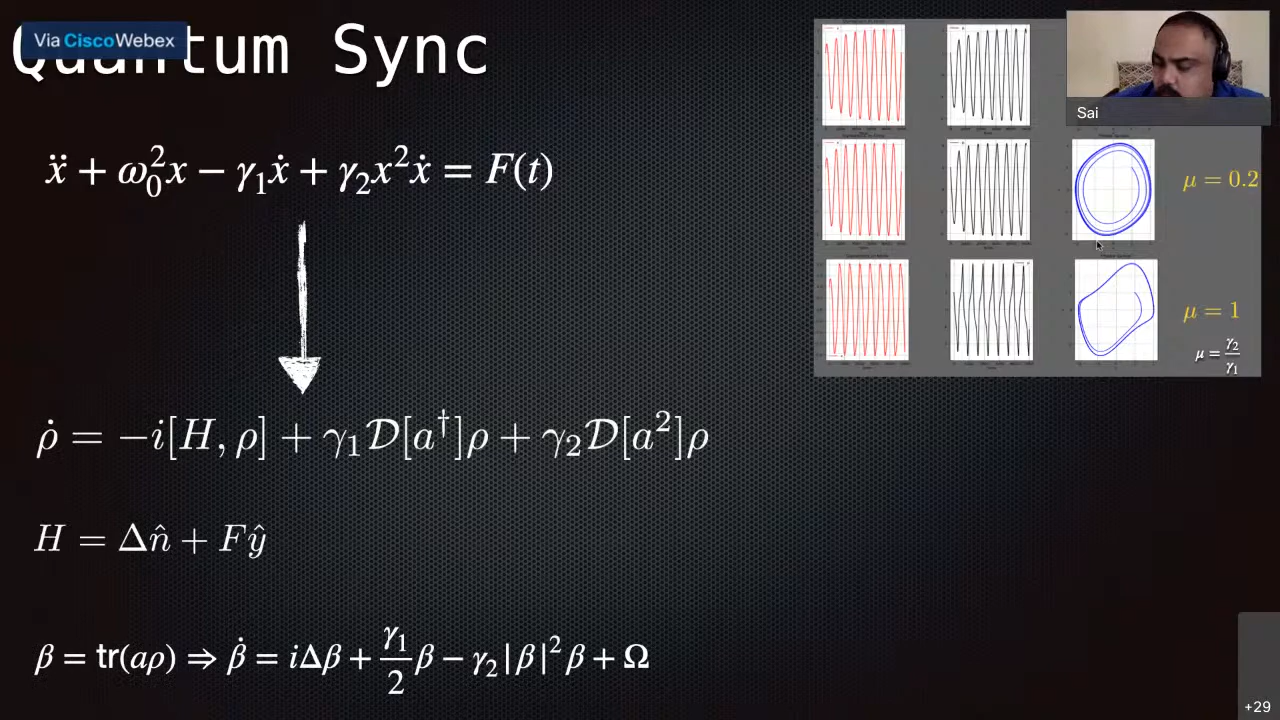 Quantum Sync
Via CiscoWebex
Sai
ẍ + ω₀²x − γ₁ẋ + γ₂x²ẋ = F(t)
μ = 0.2
μ = 1
μ = γ₂/γ₁
ρ̇ = −i[H, ρ] + γ₁𝒟[a†]ρ + γ₂𝒟[a²]ρ
H = Δn̂ + Fŷ
β = tr(aρ) ⇒ β̇ = iΔβ + γ₁/2 β − γ₂|β|²β + Ω
+29